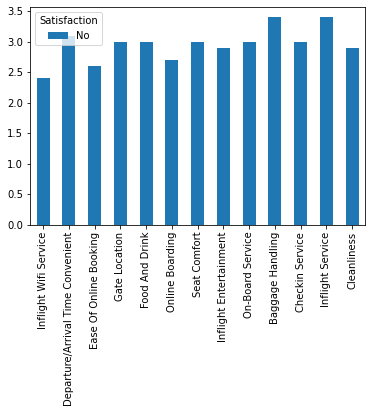 Satisfaction
No
3.5
3.0
2.5
2.0
1.5
1.0
0.5
0.0
Inflight Wifi Service
Departure/Arrival Time Convenient
Ease Of Online Booking
Gate Location
Food And Drink
Online Boarding
Seat Comfort
Inflight Entertainment
On-Board Service
Baggage Handling
Checkin Service
Inflight Service
Cleanliness